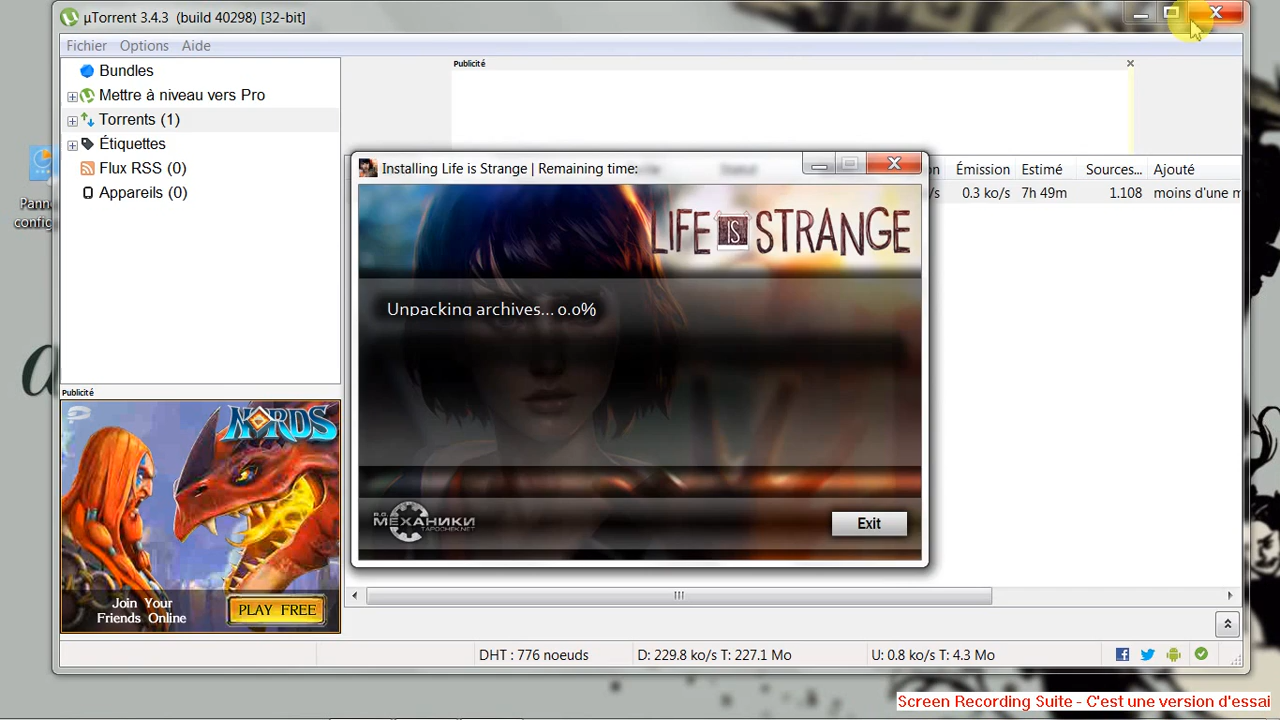 µTorrent 3.4.3 (build 40298) [32-bit]
Fichier Options Aide
Bundles
Mettre à niveau vers Pro
Torrents (1)
Étiquettes
Flux RSS (0)
Appareils (0)
Publicité
Émission Estimé Sources... Ajouté
0.3 ko/s 7h 49m 1.108 moins d'une m
Installing Life is Strange | Remaining time:
LIFE IS STRANGE
Unpacking archives... 0.0%
R.G. МЕХАНИКИ
TAPOCHEK.NET
Exit
Publicité
NORDS
Join Your
Friends Online
PLAY FREE
DHT : 776 noeuds D: 229.8 ko/s T: 227.1 Mo U: 0.8 ko/s T: 4.3 Mo
Screen Recording Suite - C'est une version d'essai